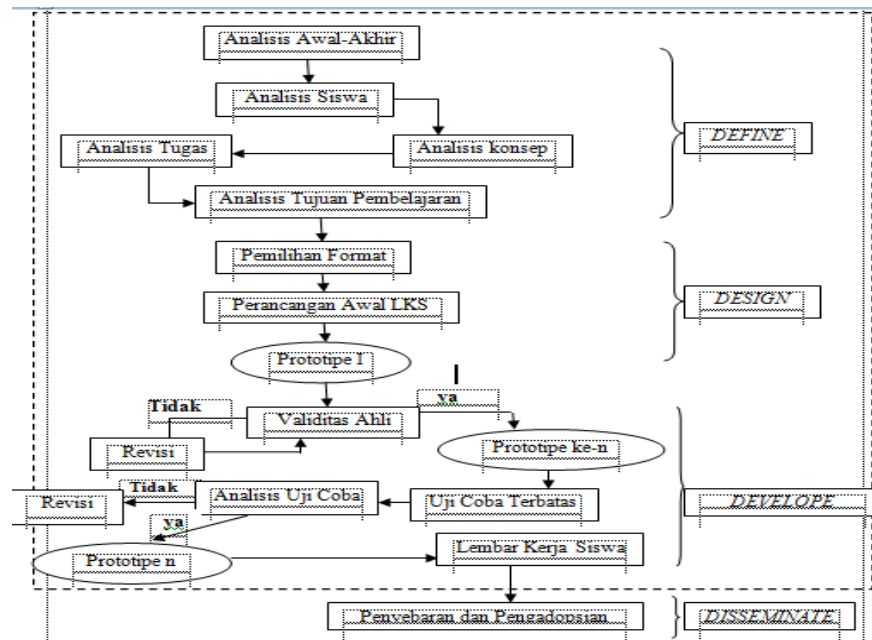 Analisis Awal-Akhir
Analisis Siswa
DEFINE
Analisis Tugas
Analisis konsep
Analisis Tujuan Pembelajaran
Pemilihan Format
Perancangan Awal LKS
DESIGN
Prototipe 1
Tidak
ya
Validitas Ahli
Revisi
Prototipe ke-n
Tidak
Revisi
Analisis Uji Coba
Uji Coba Terbatas
DEVELOPE
ya
Prototipe n
Lembar Kerja Siswa
Penyebaran dan Pengadopsian
DISSEMINATE